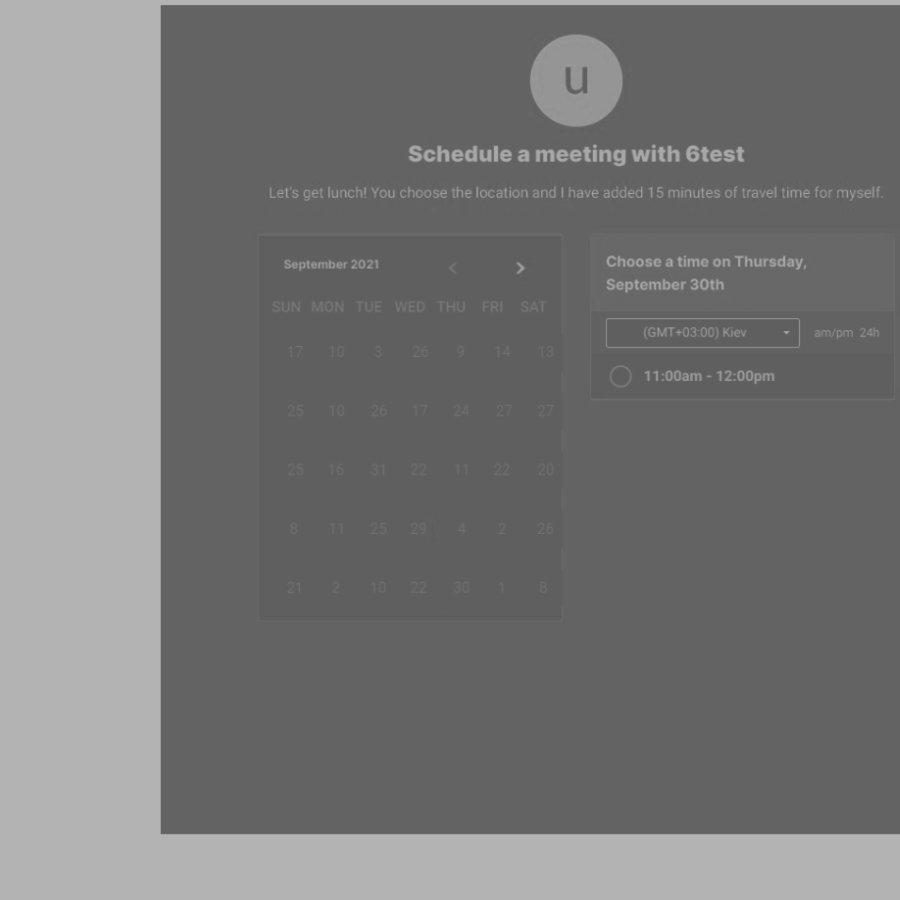 u
Schedule a meeting with 6test
Let's get lunch! You choose the location and I have added 15 minutes of travel time for myself.
September 2021
SUN MON TUE WED THU FRI SAT
17 10 3 26 9 14 13
25 10 26 17 24 27 27
25 16 31 22 11 22 20
8 11 25 29 4 2 26
21 2 10 22 30 1 8
Choose a time on Thursday,
September 30th
(GMT+03:00) Kiev am/pm 24h
11:00am - 12:00pm